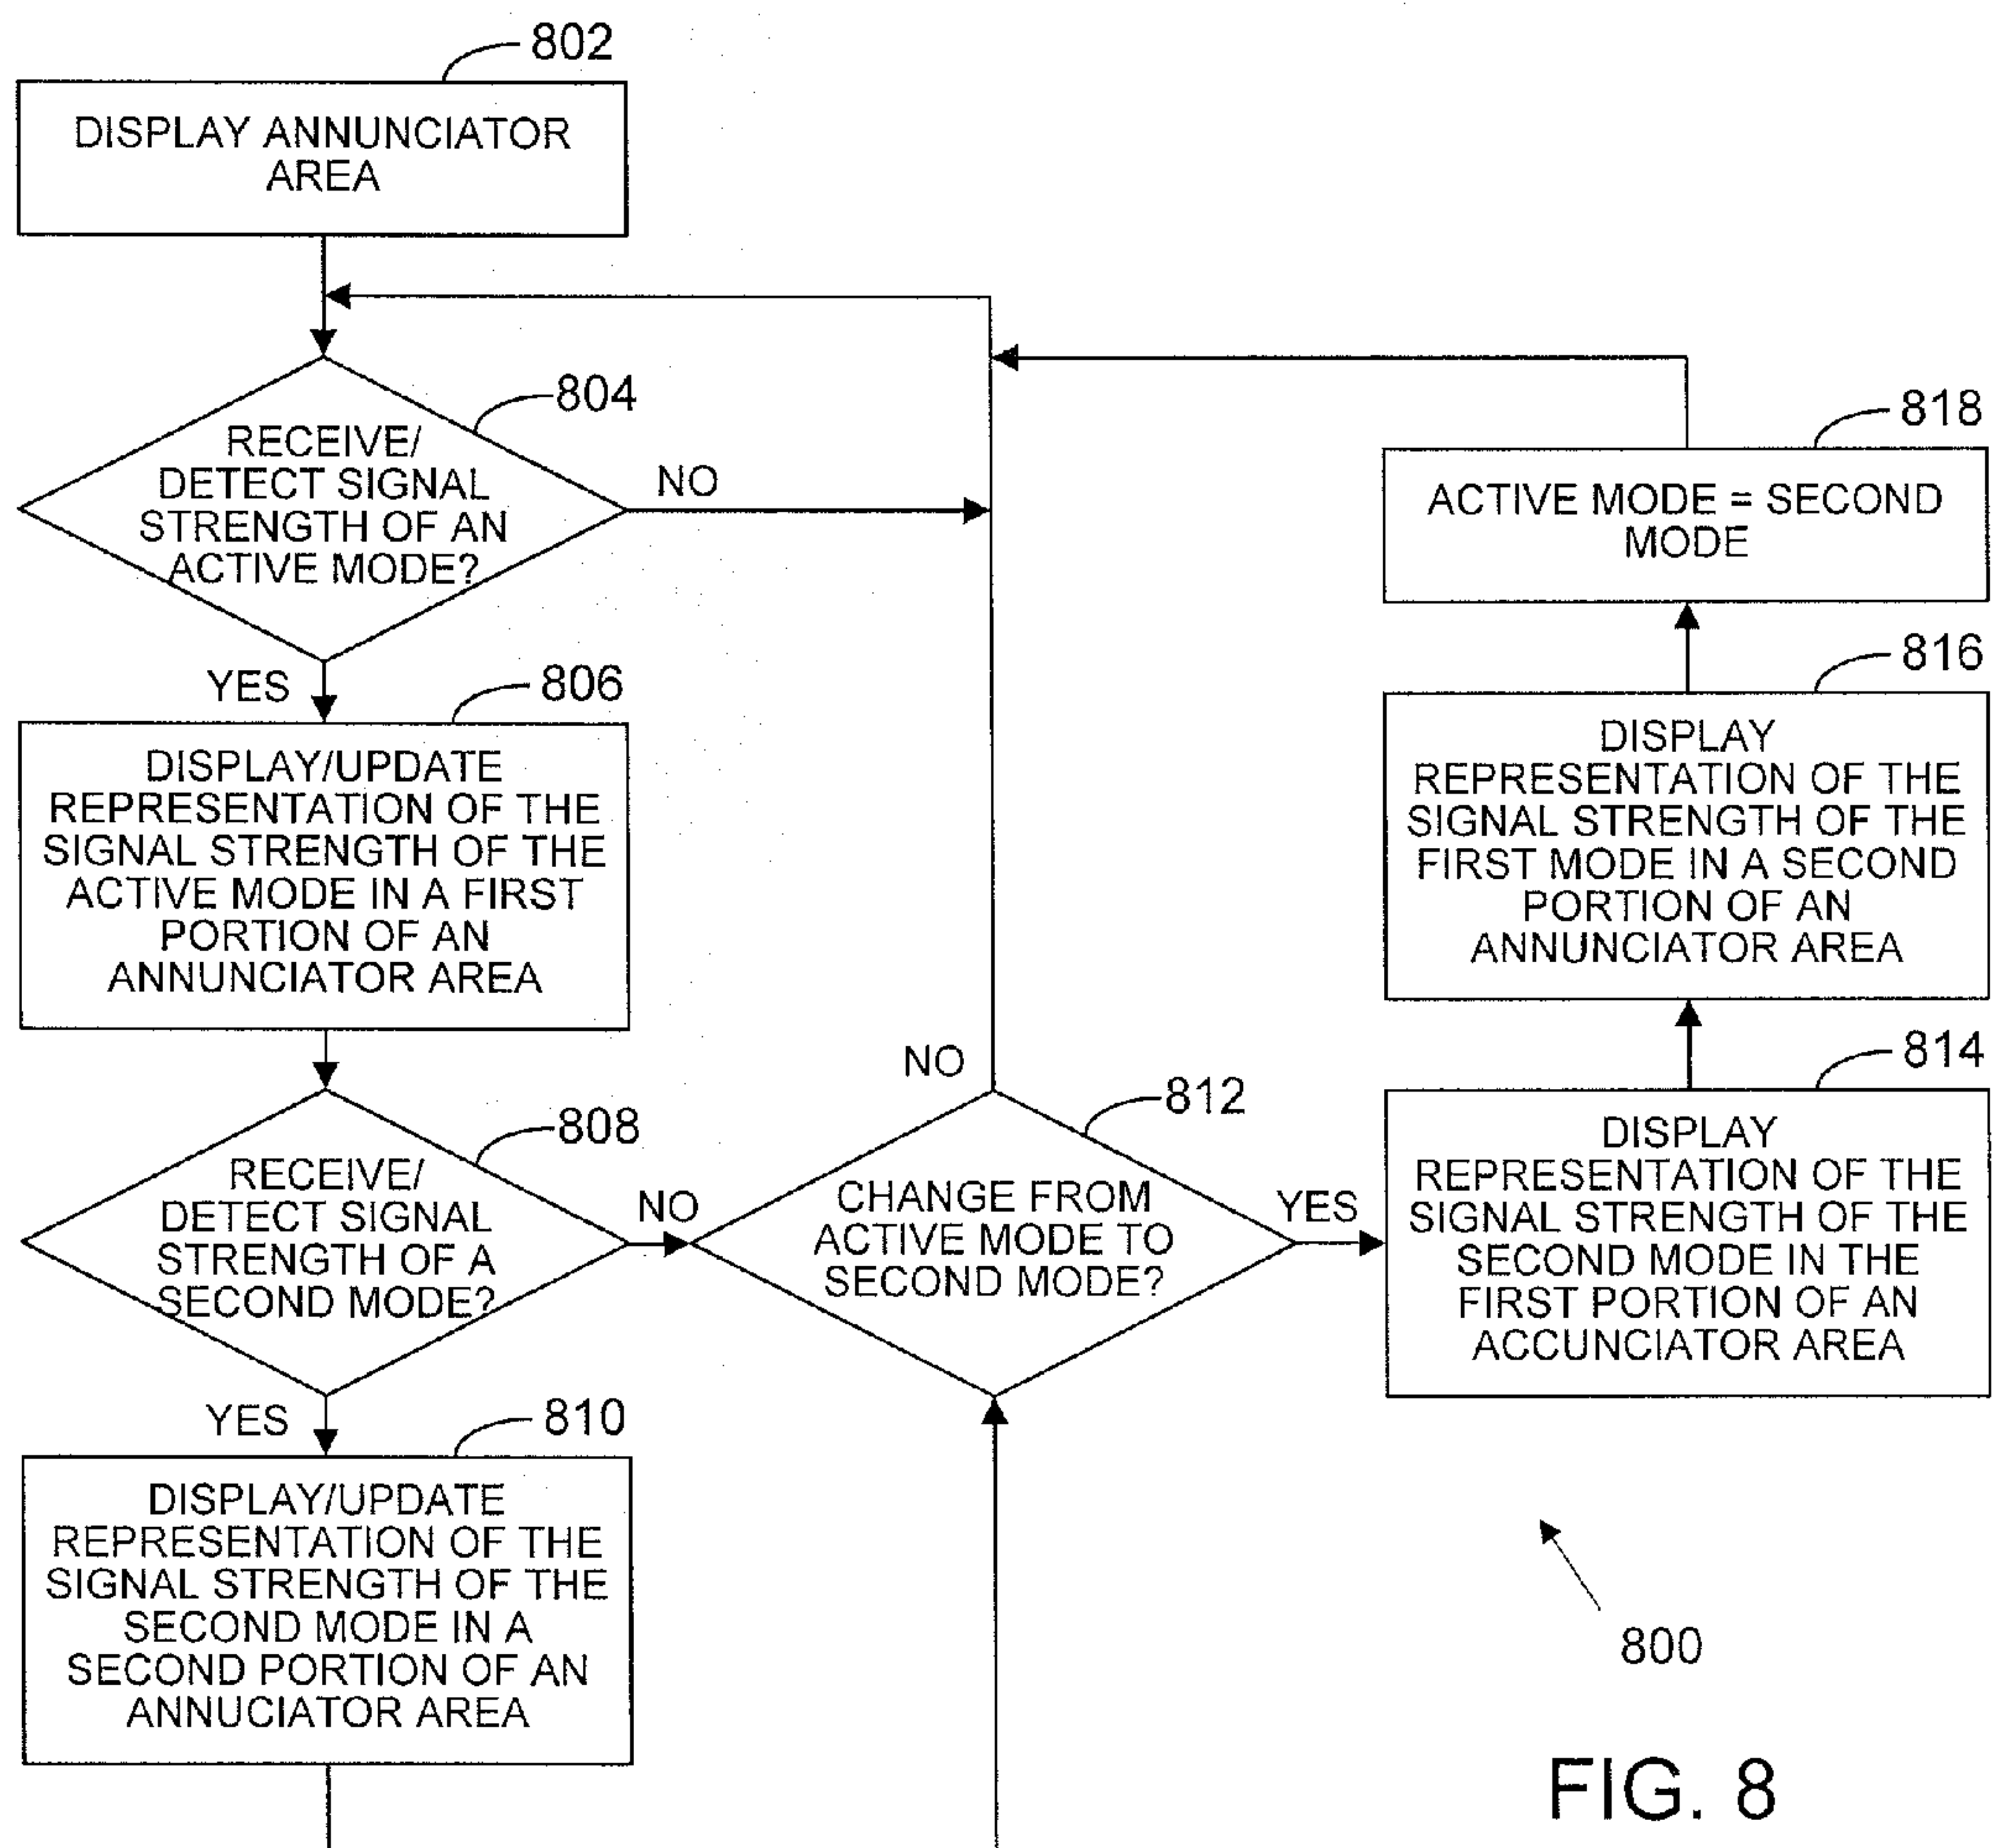 802
DISPLAY ANNUNCIATOR
AREA
804
RECEIVE/
DETECT SIGNAL
STRENGTH OF AN
ACTIVE MODE?
NO
YES
806
DISPLAY/UPDATE
REPRESENTATION OF THE
SIGNAL STRENGTH OF THE
ACTIVE MODE IN A FIRST
PORTION OF AN
ANNUNCIATOR AREA
808
RECEIVE/
DETECT SIGNAL
STRENGTH OF A
SECOND MODE?
NO
YES
810
DISPLAY/UPDATE
REPRESENTATION OF THE
SIGNAL STRENGTH OF THE
SECOND MODE IN A
SECOND PORTION OF AN
ANNUCIATOR AREA
NO
812
CHANGE FROM
ACTIVE MODE TO
SECOND MODE?
YES
818
ACTIVE MODE = SECOND
MODE
816
DISPLAY
REPRESENTATION OF THE
SIGNAL STRENGTH OF THE
FIRST MODE IN A SECOND
PORTION OF AN
ANNUNCIATOR AREA
814
DISPLAY
REPRESENTATION OF THE
SIGNAL STRENGTH OF THE
SECOND MODE IN THE
FIRST PORTION OF AN
ACCUNCIATOR AREA
800
FIG. 8